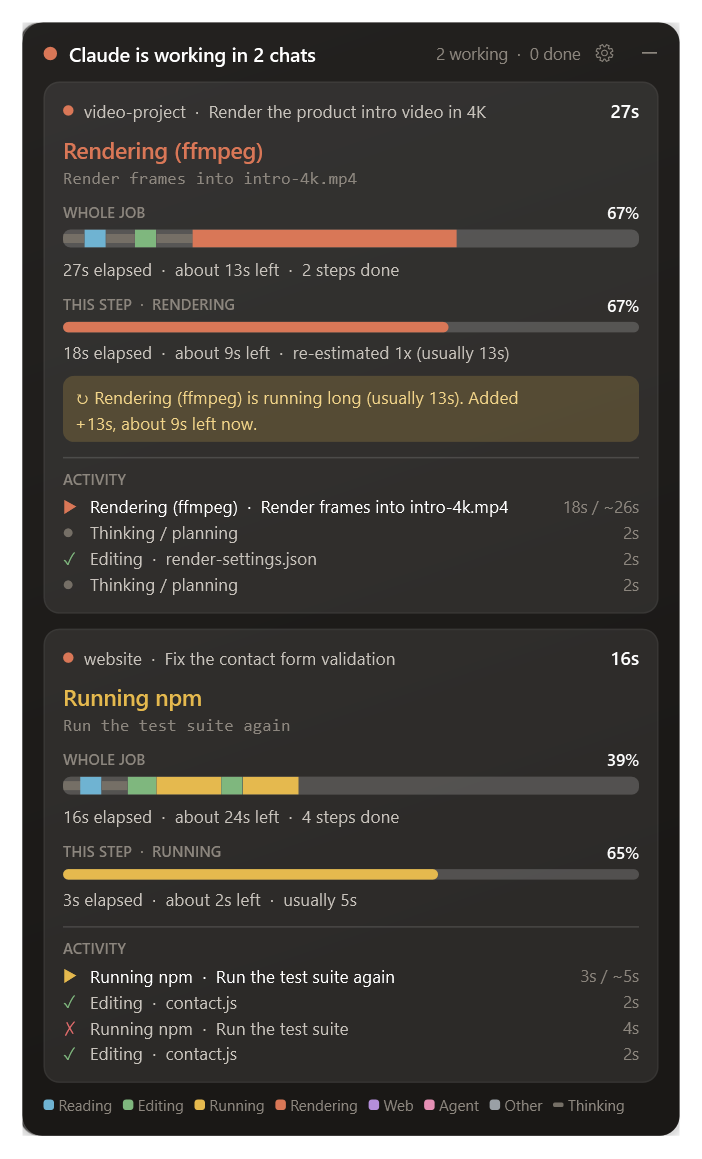 Claude is working in 2 chats 2 working · 0 done
video-project · Render the product intro video in 4K 27s
Rendering (ffmpeg)
Render frames into intro-4k.mp4
WHOLE JOB 67%
27s elapsed · about 13s left · 2 steps done
THIS STEP · RENDERING 67%
18s elapsed · about 9s left · re-estimated 1x (usually 13s)
↻ Rendering (ffmpeg) is running long (usually 13s). Added
+13s, about 9s left now.
ACTIVITY
Rendering (ffmpeg) · Render frames into intro-4k.mp4 18s / ~26s
Thinking / planning 2s
✓ Editing · render-settings.json 2s
Thinking / planning 2s
website · Fix the contact form validation 16s
Running npm
Run the test suite again
WHOLE JOB 39%
16s elapsed · about 24s left · 4 steps done
THIS STEP · RUNNING 65%
3s elapsed · about 2s left · usually 5s
ACTIVITY
Running npm · Run the test suite again 3s / ~5s
✓ Editing · contact.js 2s
✗ Running npm · Run the test suite 4s
✓ Editing · contact.js 2s
Reading Editing Running Rendering Web Agent Other Thinking